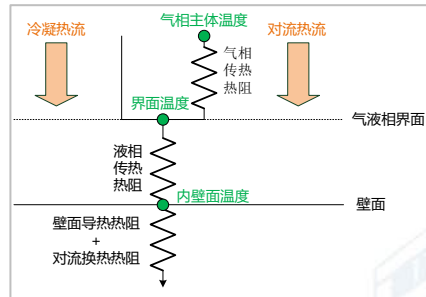 气相主体温度
冷凝热流
对流热流
气相
传热
热阻
界面温度
气液相界面
液相
传热
热阻
内壁面温度
壁面
壁面导热热阻
+
对流换热热阻